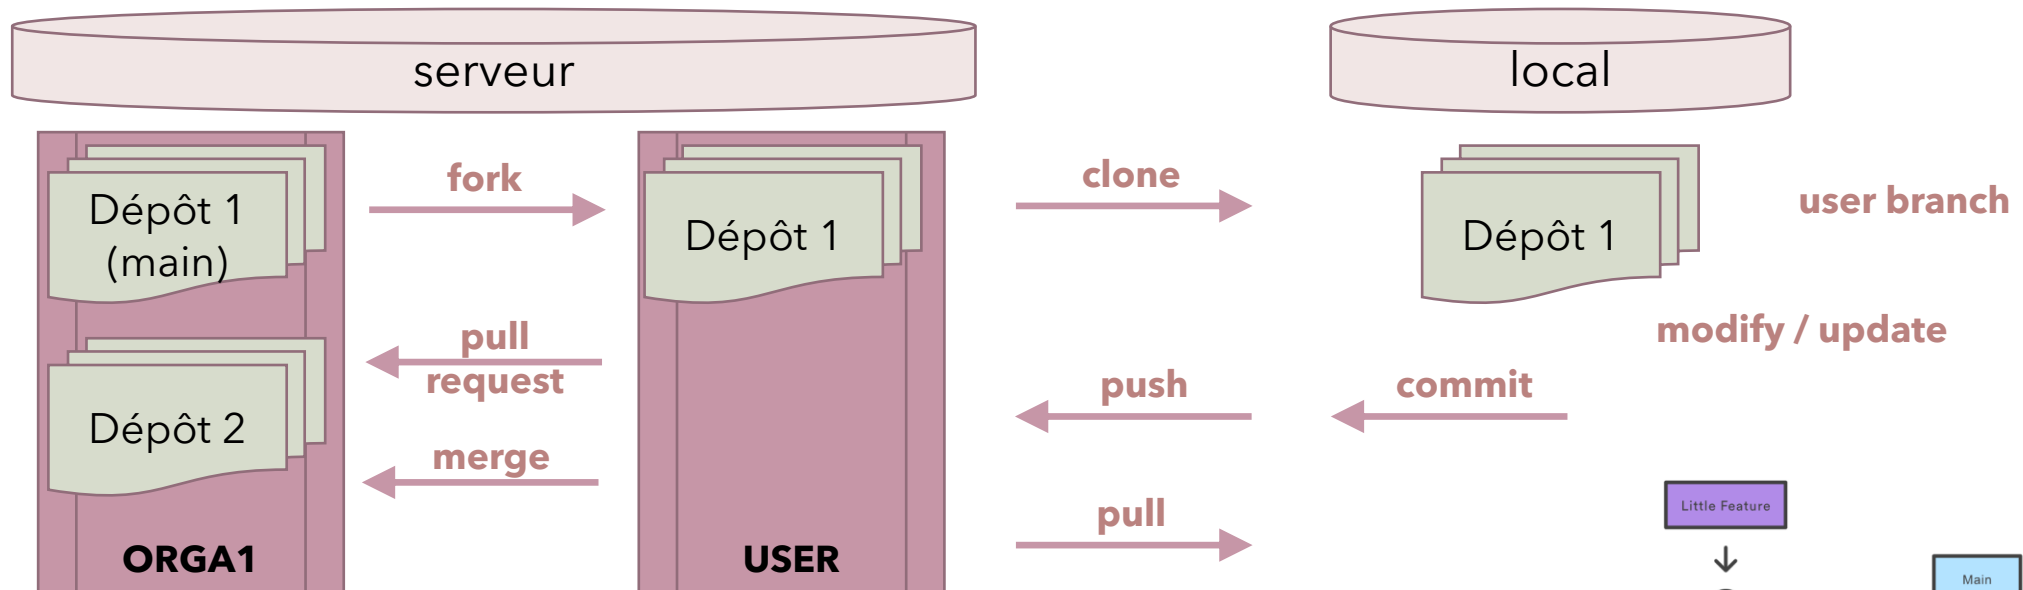 serveur
local
Dépôt 1
(main)
fork
Dépôt 1
clone
Dépôt 1
user branch
modify / update
pull
request
push
commit
Dépôt 2
merge
pull
Little Feature
ORGA1
USER
Main